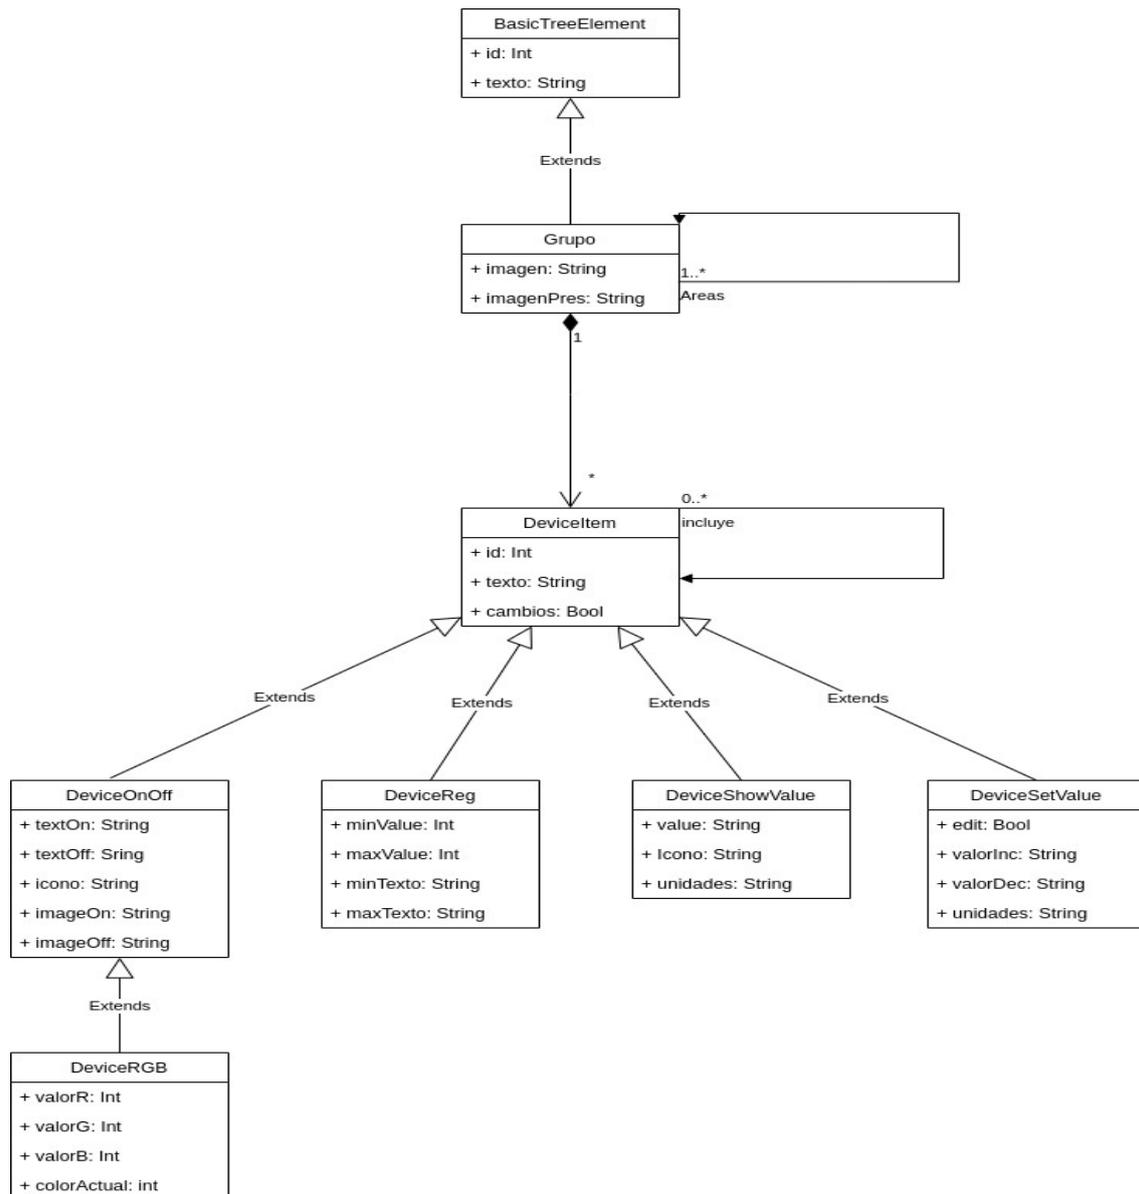 BasicTreeElement
+ id: Int
+ texto: String
Extends
Grupo
+ imagen: String
+ imagenPres: String
1..*
Areas
1
*
0..*
incluye
DeviceItem
+ id: Int
+ texto: String
+ cambios: Bool
Extends
Extends
Extends
Extends
DeviceOnOff
+ textOn: String
+ textOff: Sring
+ icono: String
+ imageOn: String
+ imageOff: String
DeviceReg
+ minValue: Int
+ maxValue: Int
+ minTexto: String
+ maxTexto: String
DeviceShowValue
+ value: String
+ Icono: String
+ unidades: String
DeviceSetValue
+ edit: Bool
+ valorInc: String
+ valorDec: String
+ unidades: String
Extends
DeviceRGB
+ valorR: Int
+ valorG: Int
+ valorB: Int
+ colorActual: int